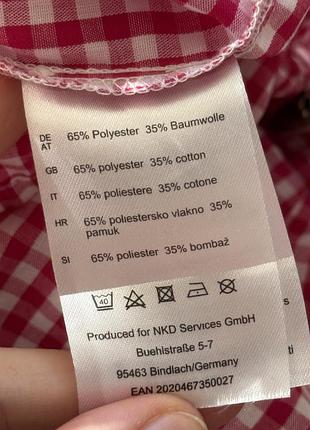 DE 65% Polyester 35% Baumwolle
AT
GB 65% polyester 35% cotton
IT 65% poliestere 35% cotone
HR 65% poliestersko vlakno 35%
pamuk
SI 65% poliester 35% bombaž
40
Produced for NKD Services GmbH
Buehlstraße 5-7
95463 Bindlach/Germany
EAN 2020467350027